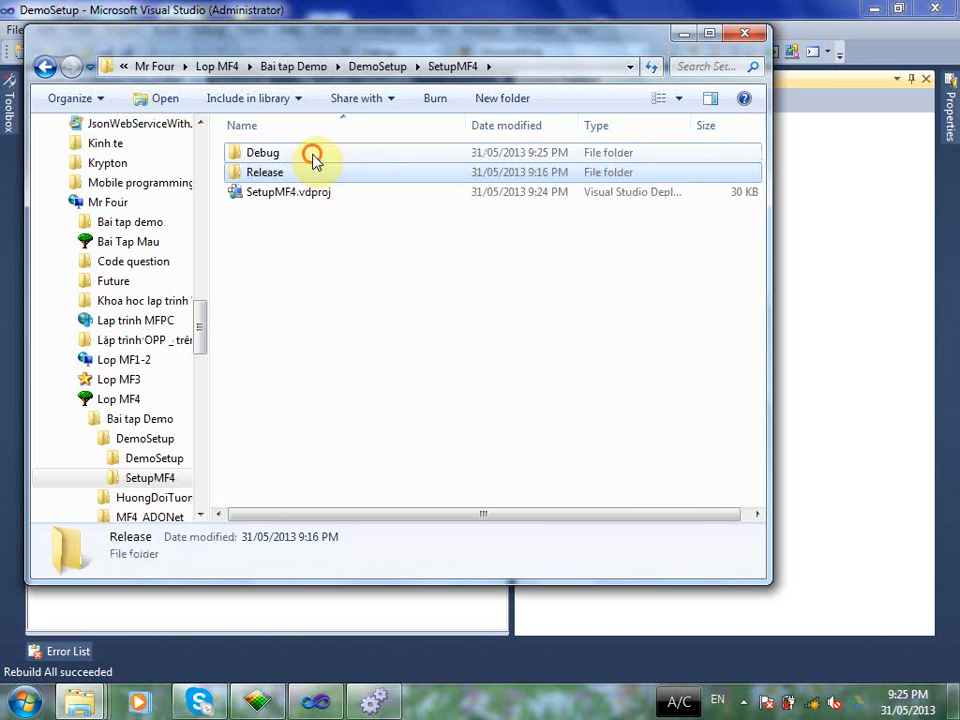 DemoSetup - Microsoft Visual Studio (Administrator)
File
Mr Four
Lop MF4
Bai tap Demo
DemoSetup
SetupMF4
Search Set...
Organize
Open
Include in library
Share with
Burn
New folder
Toolbox
Properties
JsonWebServiceWith.
Kinh te
Krypton
Mobile programming
Mr Four
Bai tap demo
Bai Tap Mau
Code question
Future
Khoa hoc lap trinh
Lap trinh MFPC
Lập trình OPP _ trên
Lop MF1-2
Lop MF3
Lop MF4
Bai tap Demo
DemoSetup
DemoSetup
SetupMF4
HuongDoiTuon
MF4 ADONet
Name
Date modified
Type
Size
Debug
31/05/2013 9:25 PM
File folder
Release
31/05/2013 9:16 PM
File folder
SetupMF4.vdproj
31/05/2013 9:24 PM
Visual Studio Depl...
30 KB
Release
Date modified: 31/05/2013 9:16 PM
File folder
Error List
Rebuild All succeeded
A/C
EN
9:25 PM
31/05/2013